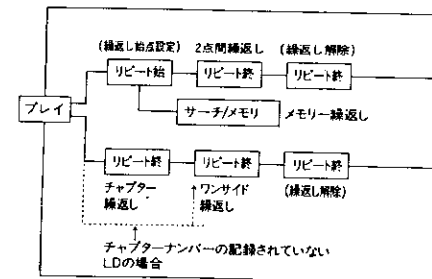 (繰返し始点設定) 2点間繰返し (繰返し解除)
リピート始 リピート終 リピート終
プレイ
サーチ/メモリ メモリー繰返し
リピート終 リピート終 リピート終
チャプター繰返し ワンサイド繰返し (繰返し解除)
チャプターナンバーの記録されていない
LDの場合